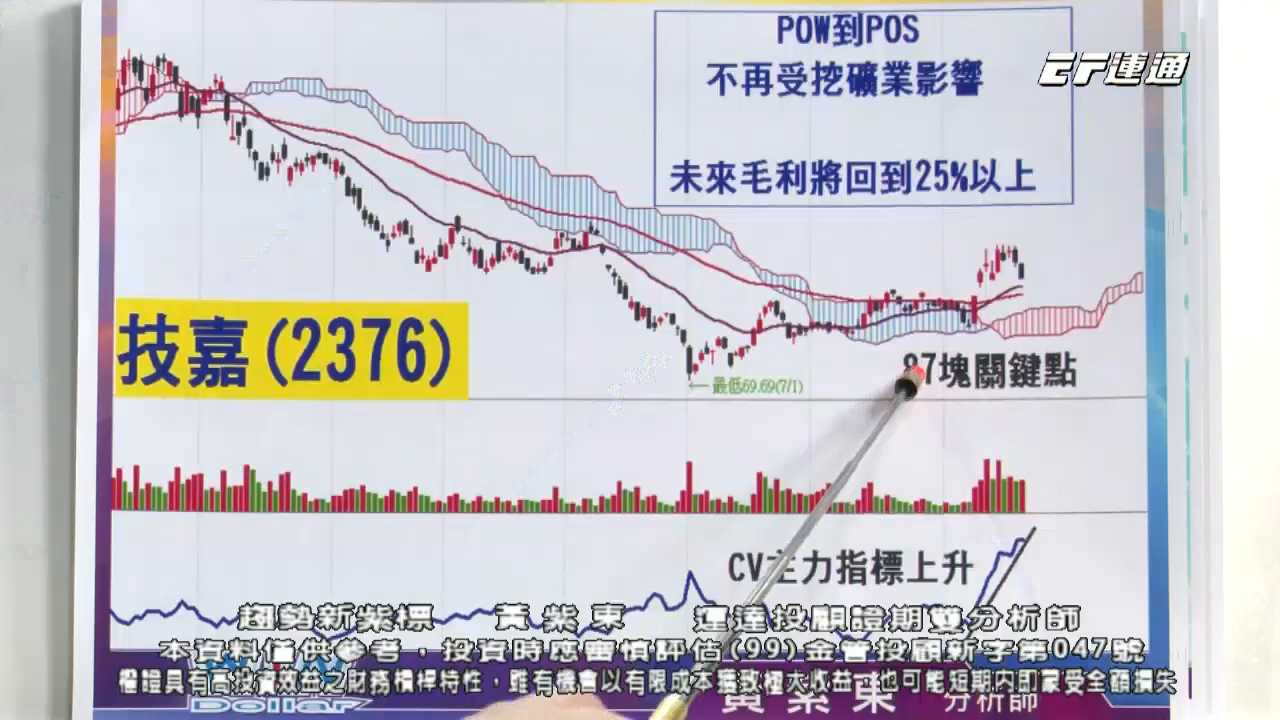 POW到POS
不再受挖礦業影響
未來毛利將回到25%以上
EF運通
技嘉(2376)
87塊關鍵點
←最低69.69(7/1)
CV主力指標上升
趨勢新紫標 黃紫東 運達投顧證期雙分析師
本資料僅供參考，投資時應審慎評估(99)金管投顧新字第047號
權證具有高投資效益之財務槓桿特性，雖有機會以有限成本獲致極大收益，也可能短期內即蒙受全額損失
Dollar
黃紫東 分析師